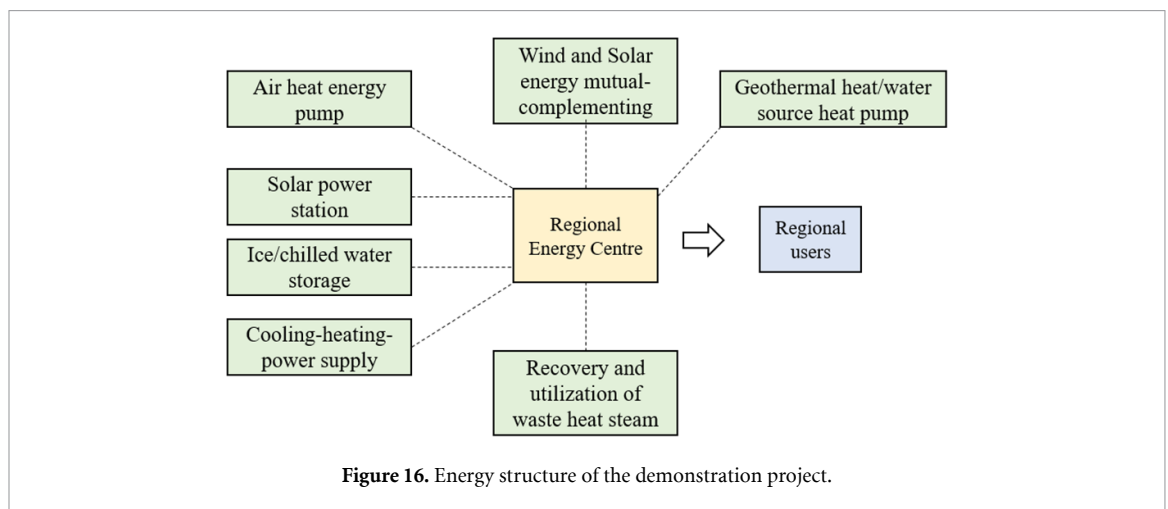 Wind and Solar
energy mutual-
complementing
Air heat energy
pump
Geothermal heat/water
source heat pump
Solar power
station
Ice/chilled water
storage
Cooling-heating-
power supply
Regional
Energy Centre
Regional
users
Recovery and
utilization of
waste heat steam
Figure 16. Energy structure of the demonstration project.